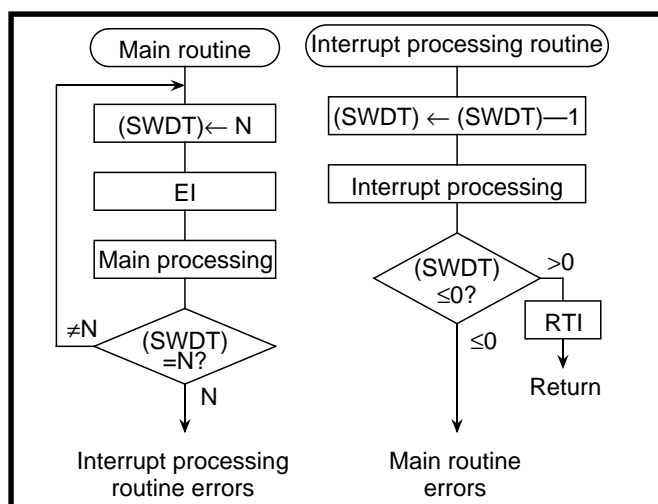 Main routine
(SWDT)← N
EI
Main processing
≠N
(SWDT)
=N?
N
Interrupt processing
routine errors
Interrupt processing routine
(SWDT) ← (SWDT)—1
Interrupt processing
(SWDT)
≤0?
>0
RTI
Return
≤0
Main routine
errors